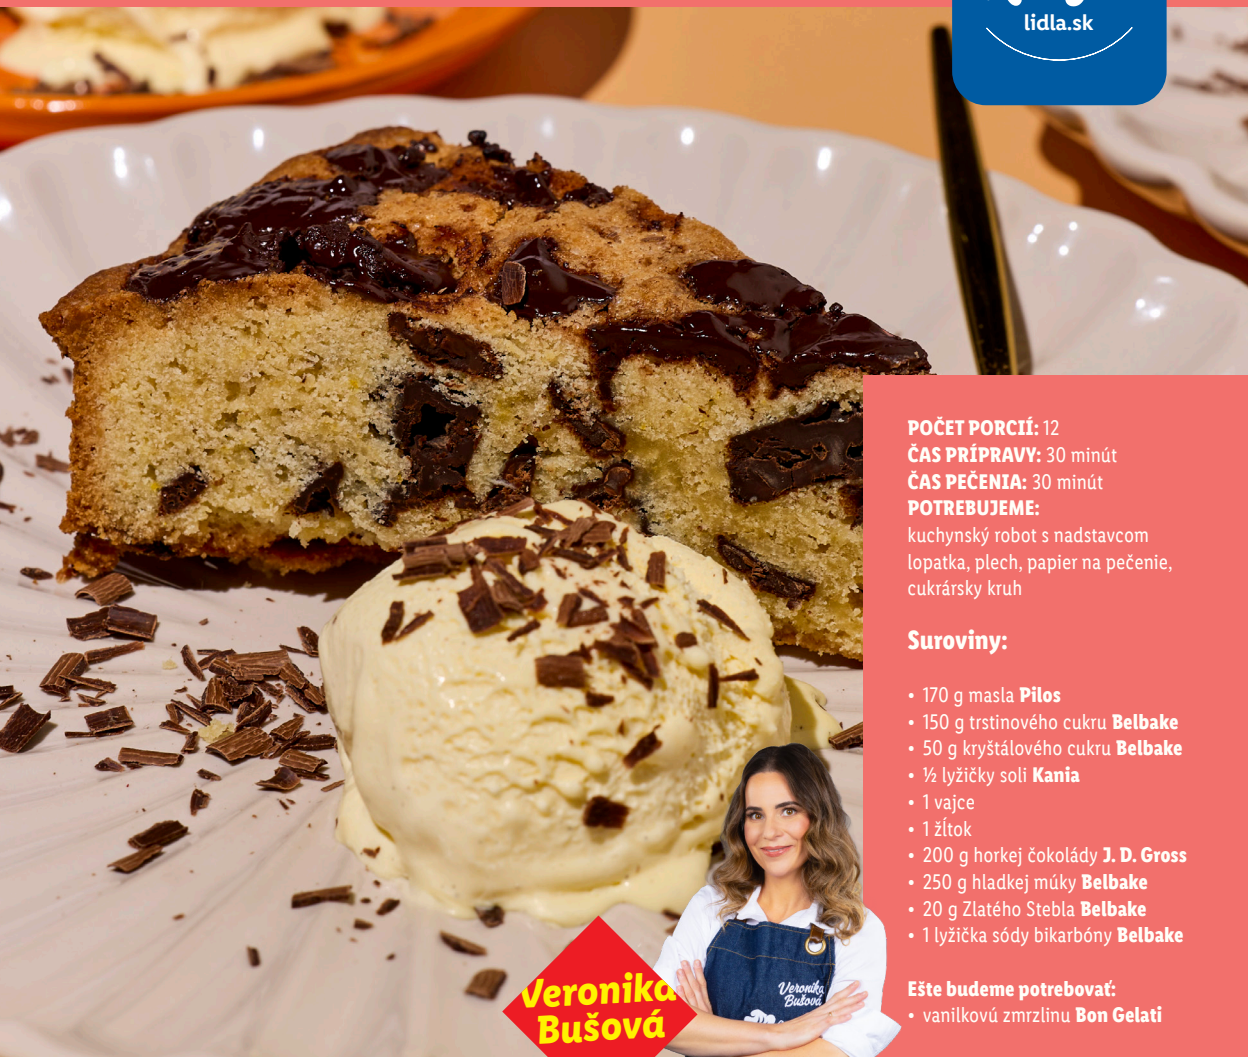 lidla.sk
POČET PORCIÍ: 12
ČAS PRÍPRAVY: 30 minút
ČAS PEČENIA: 30 minút
POTREBUJEME:
kuchynský robot s nadstavcom
lopatka, plech, papier na pečenie,
cukrársky kruh
Suroviny:
• 170 g masla Pilos
• 150 g trstinového cukru Belbake
• 50 g kryštálového cukru Belbake
• ½ lyžičky soli Kania
• 1 vajce
• 1 žĺtok
• 200 g horkej čokolády J. D. Gross
• 250 g hladkej múky Belbake
• 20 g Zlatého Stebla Belbake
• 1 lyžička sódy bikarbóny Belbake
Ešte budeme potrebovať:
• vanilkovú zmrzlinu Bon Gelati
Veronika
Bušová
Veronika
Bušová